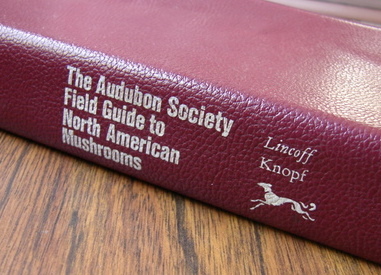 The Audubon Society
Field Guide to
North American
Mushrooms
Lincoff
Knopf